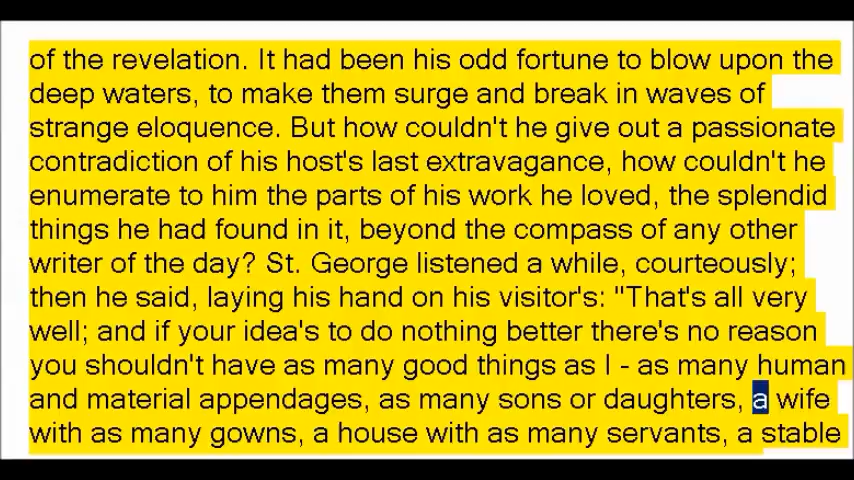 of the revelation. It had been his odd fortune to blow upon the
deep waters, to make them surge and break in waves of
strange eloquence. But how couldn't he give out a passionate
contradiction of his host's last extravagance, how couldn't he
enumerate to him the parts of his work he loved, the splendid
things he had found in it, beyond the compass of any other
writer of the day? St. George listened a while, courteously;
then he said, laying his hand on his visitor's: "That's all very
well; and if your idea's to do nothing better there's no reason
you shouldn't have as many good things as I - as many human
and material appendages, as many sons or daughters, a wife
with as many gowns, a house with as many servants, a stable